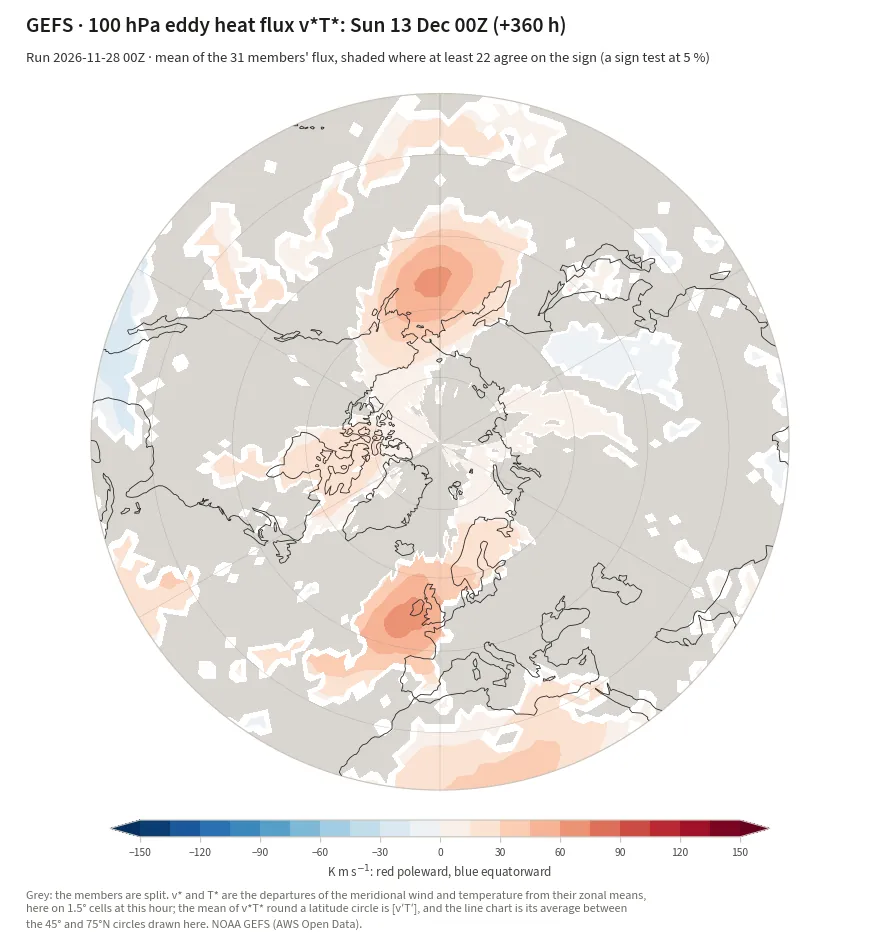 GEFS · 100 hPa eddy heat flux v*T*: Sun 13 Dec 00Z (+360 h)
Run 2026-11-28 00Z · mean of the 31 members' flux, shaded where at least 22 agree on the sign (a sign test at 5 %)
−150 −120 −90 −60 −30 0 30 60 90 120 150
K m s⁻¹: red poleward, blue equatorward
Grey: the members are split. v* and T* are the departures of the meridional wind and temperature from their zonal means,
here on 1.5° cells at this hour; the mean of v*T* round a latitude circle is [v'T'], and the line chart is its average between
the 45° and 75°N circles drawn here. NOAA GEFS (AWS Open Data).